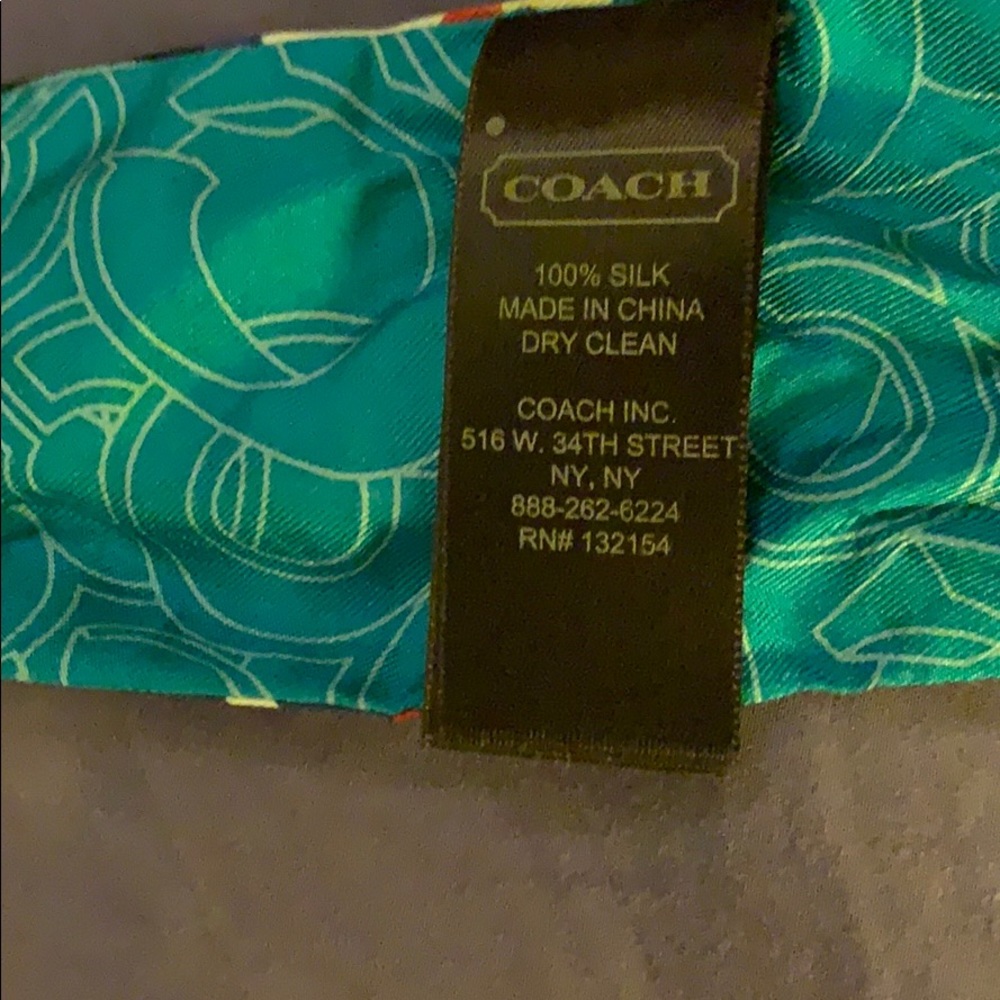 COACH
100% SILK
MADE IN CHINA
DRY CLEAN
COACH INC.
516 W. 34TH STREET
NY, NY
888-262-6224
RN# 132154